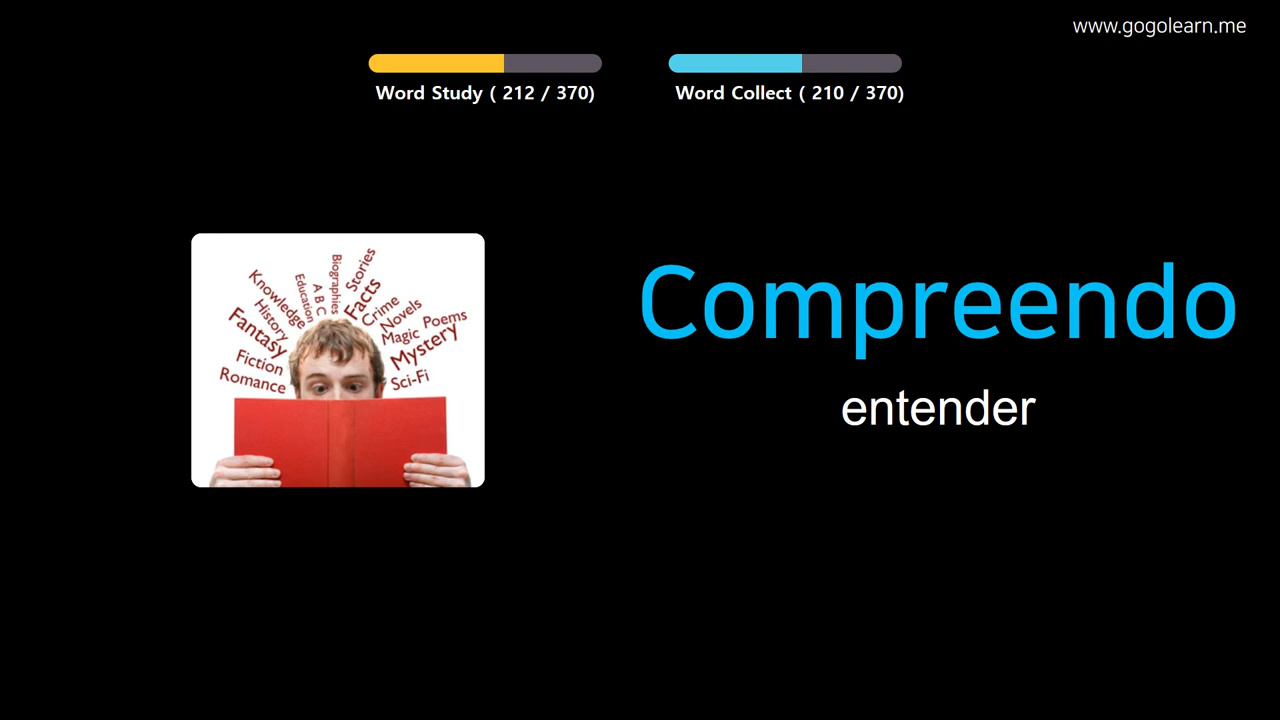 www.gogolearn.me
Word Study ( 212 / 370)
Word Collect ( 210 / 370)
Stories
Biographies
Facts
A B C
Education
Knowledge
History
Crime
Novels
Poems
Magic
Fantasy
Mystery
Fiction
Sci-Fi
Romance
Compreendo
entender